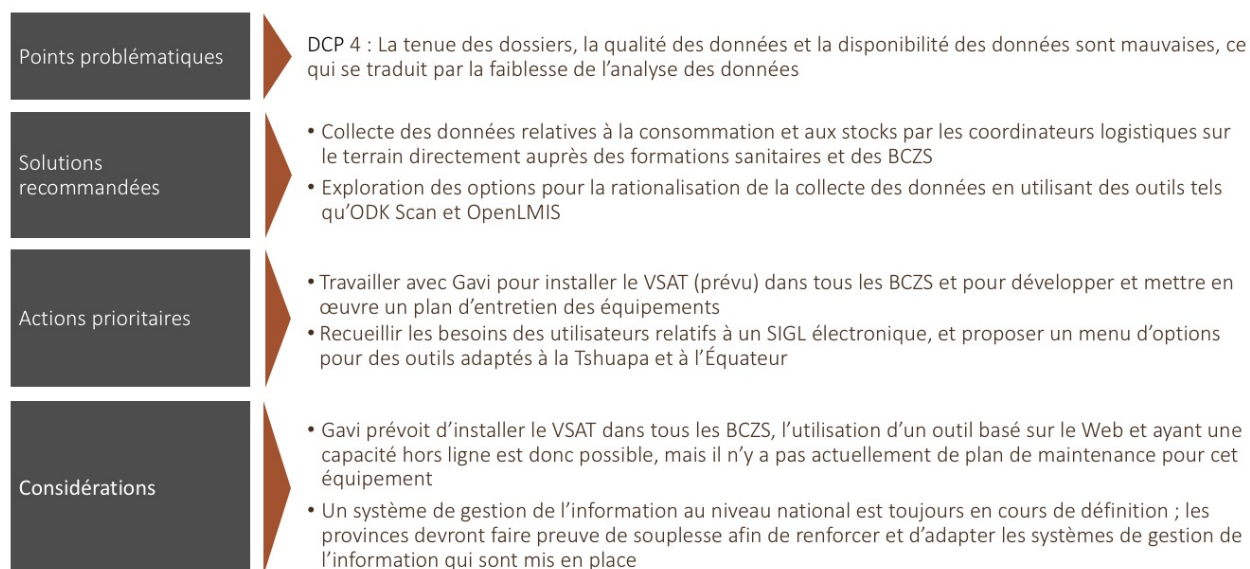 Points problématiques
DCP 4 : La tenue des dossiers, la qualité des données et la disponibilité des données sont mauvaises, ce
qui se traduit par la faiblesse de l’analyse des données
Solutions
recommandées
• Collecte des données relatives à la consommation et aux stocks par les coordinateurs logistiques sur
le terrain directement auprès des formations sanitaires et des BCZS
• Exploration des options pour la rationalisation de la collecte des données en utilisant des outils tels
qu’ODK Scan et OpenLMIS
Actions prioritaires
• Travailler avec Gavi pour installer le VSAT (prévu) dans tous les BCZS et pour développer et mettre en
œuvre un plan d’entretien des équipements
• Recueillir les besoins des utilisateurs relatifs à un SIGL électronique, et proposer un menu d’options
pour des outils adaptés à la Tshuapa et à l’Équateur
Considérations
• Gavi prévoit d’installer le VSAT dans tous les BCZS, l’utilisation d’un outil basé sur le Web et ayant une
capacité hors ligne est donc possible, mais il n’y a pas actuellement de plan de maintenance pour cet
équipement
• Un système de gestion de l’information au niveau national est toujours en cours de définition ; les
provinces devront faire preuve de souplesse afin de renforcer et d’adapter les systèmes de gestion de
l’information qui sont mis en place